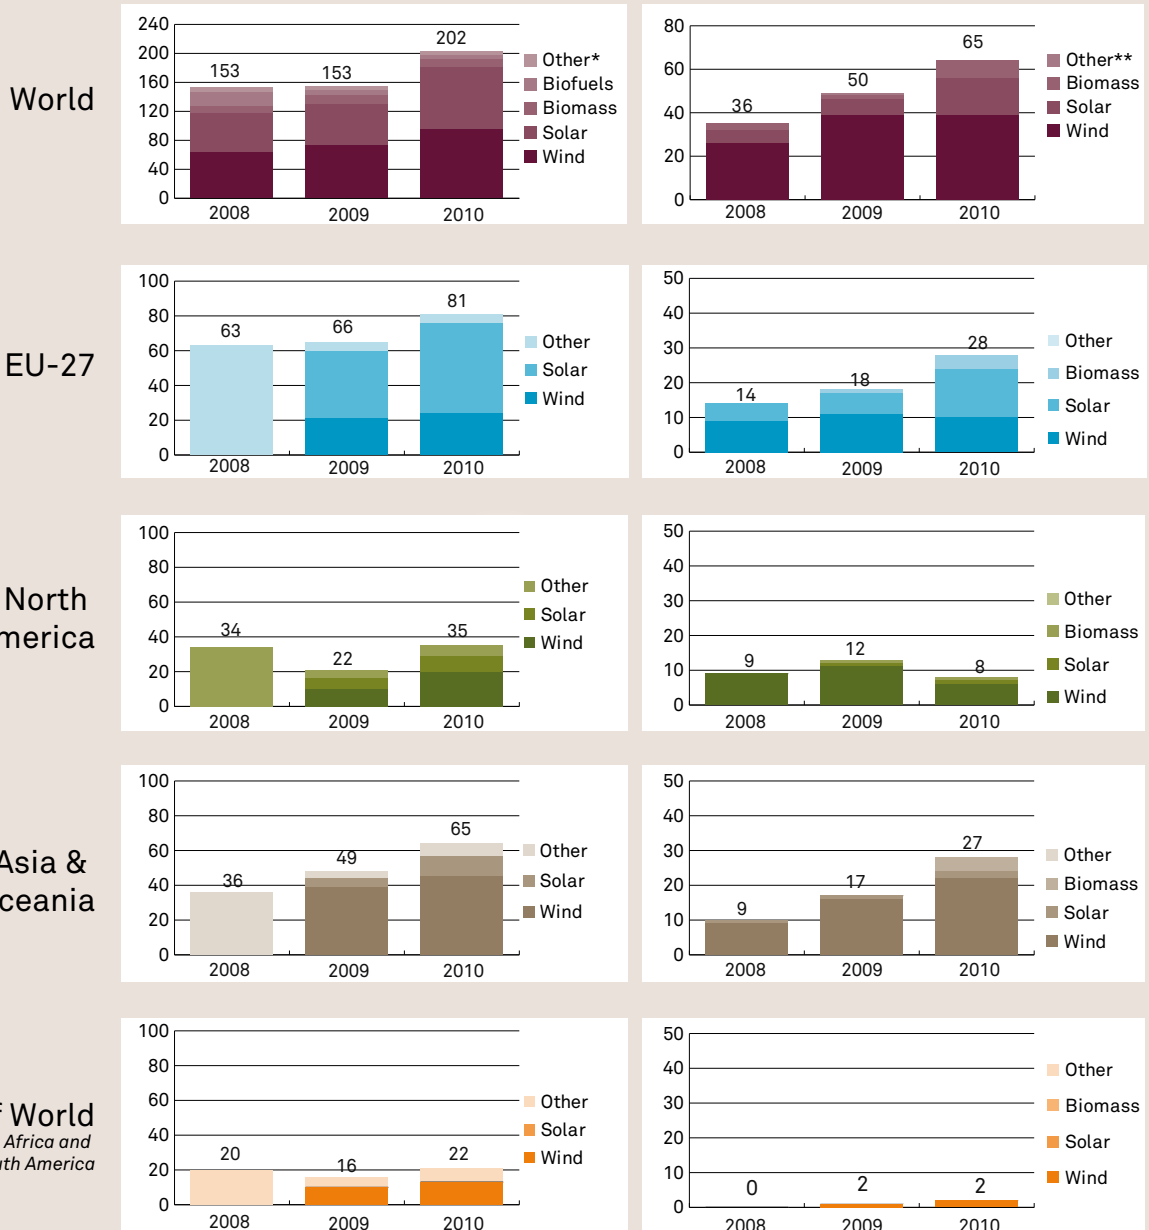 World
240
200
160
120
80
40
0
153
153
202
2008
2009
2010
Other*
Biofuels
Biomass
Solar
Wind
80
60
40
20
0
36
50
65
2008
2009
2010
Other**
Biomass
Solar
Wind
EU-27
100
80
60
40
20
0
63
66
81
2008
2009
2010
Other
Solar
Wind
50
40
30
20
10
0
14
18
28
2008
2009
2010
Other
Biomass
Solar
Wind
North
merica
100
80
60
40
20
0
34
22
35
2008
2009
2010
Other
Solar
Wind
50
40
30
20
10
0
9
12
8
2008
2009
2010
Other
Biomass
Solar
Wind
Asia &
ceania
100
80
60
40
20
0
36
49
65
2008
2009
2010
Other
Solar
Wind
50
40
30
20
10
0
9
17
27
2008
2009
2010
Other
Biomass
Solar
Wind
World
Africa and
th America
100
80
60
40
20
0
20
16
22
2008
2009
2010
Other
Solar
Wind
50
40
30
20
10
0
0
2
2
2008
2009
2010
Other
Biomass
Solar
Wind